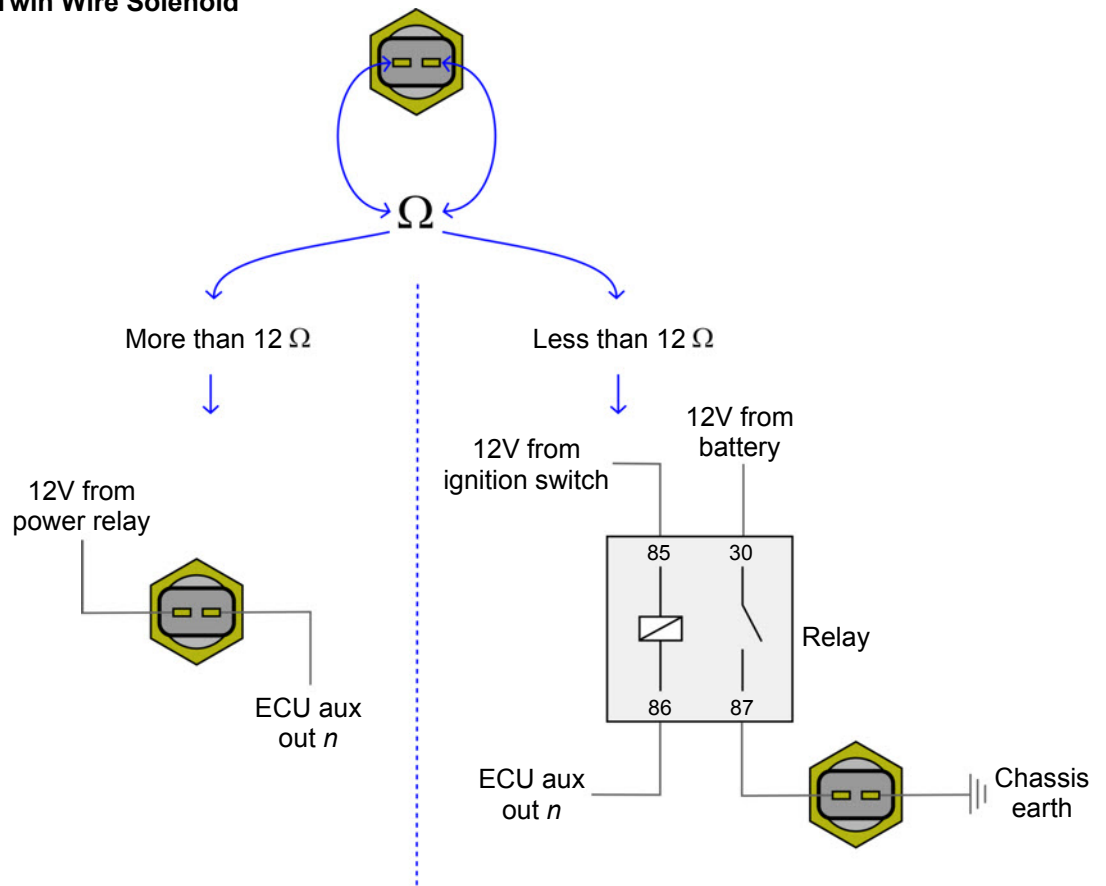 Twin Wire Solenoid
Ω
More than 12 Ω
Less than 12 Ω
12V from
power relay
ECU aux
out n
12V from
ignition switch
12V from
battery
85
30
Relay
86
87
ECU aux
out n
Chassis
earth